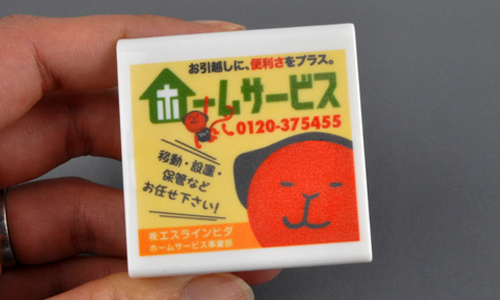 お引越しに、便利さをプラス。
ホームサービス
0120-375455
移動・設置・
保管など
お任せ下さい!
㈱エスラインヒダ
ホームサービス事業部